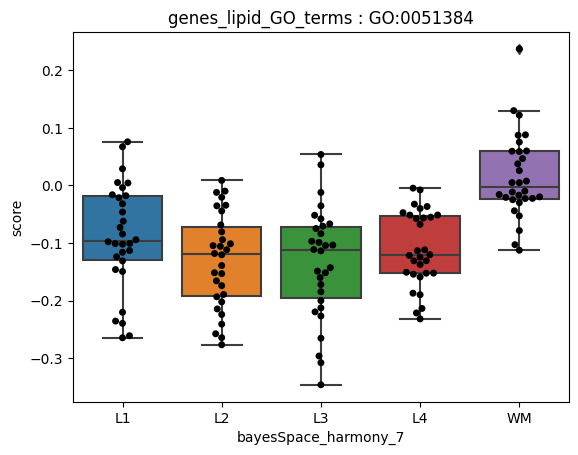 genes_lipid_GO_terms : GO:0051384
0.2
0.1
0.0
−0.1
−0.2
−0.3
score
L1 L2 L3 L4 WM
bayesSpace_harmony_7